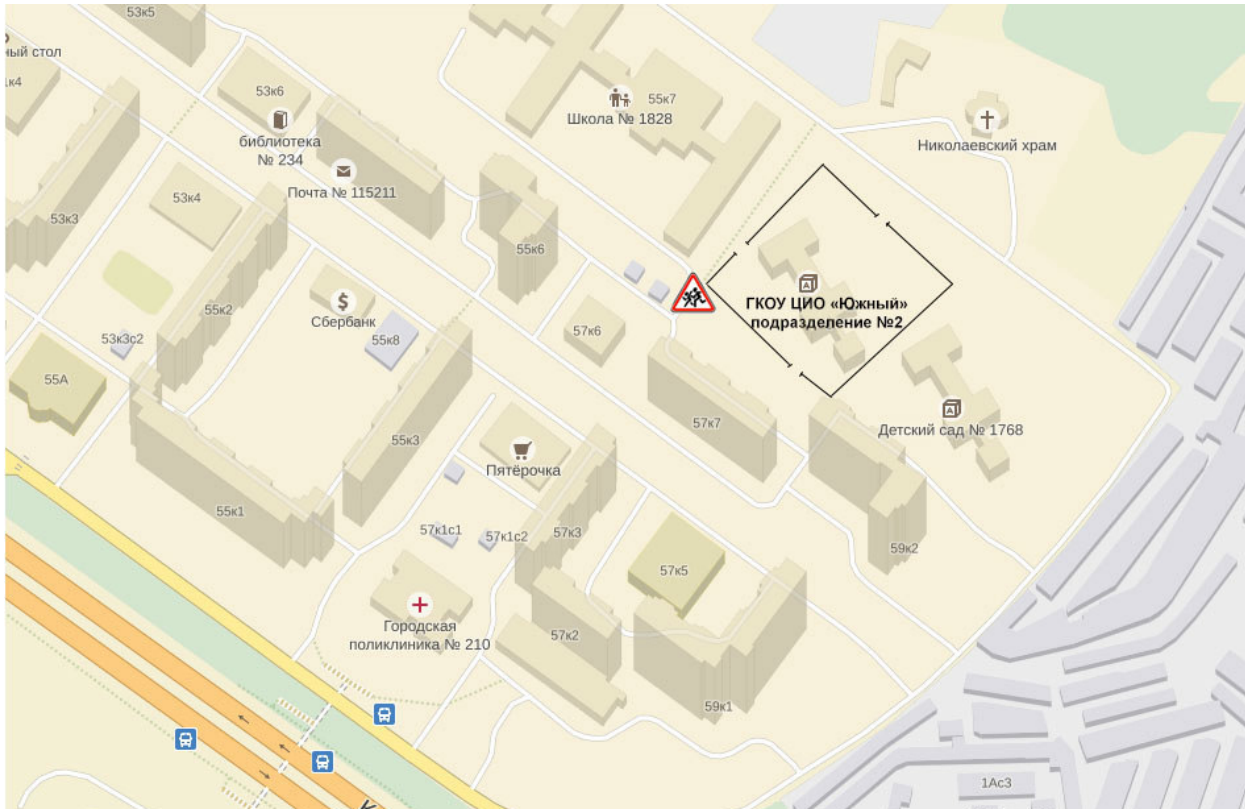 53к5
ный стол
1к4
53к6
библиотека
№ 234
55к7
Школа № 1828
Николаевский храм
Почта № 115211
53к4
53к3
55к6
55к2
Сбербанк
ГКОУ ЦИО «Южный»
подразделение №2
53к3с2
55к8
57к6
55А
57к7
Детский сад № 1768
55к3
Пятёрочка
55к1
57к1с1
57к1с2
57к3
59к2
57к5
Городская
поликлиника № 210
57к2
59к1
1Ас3
К